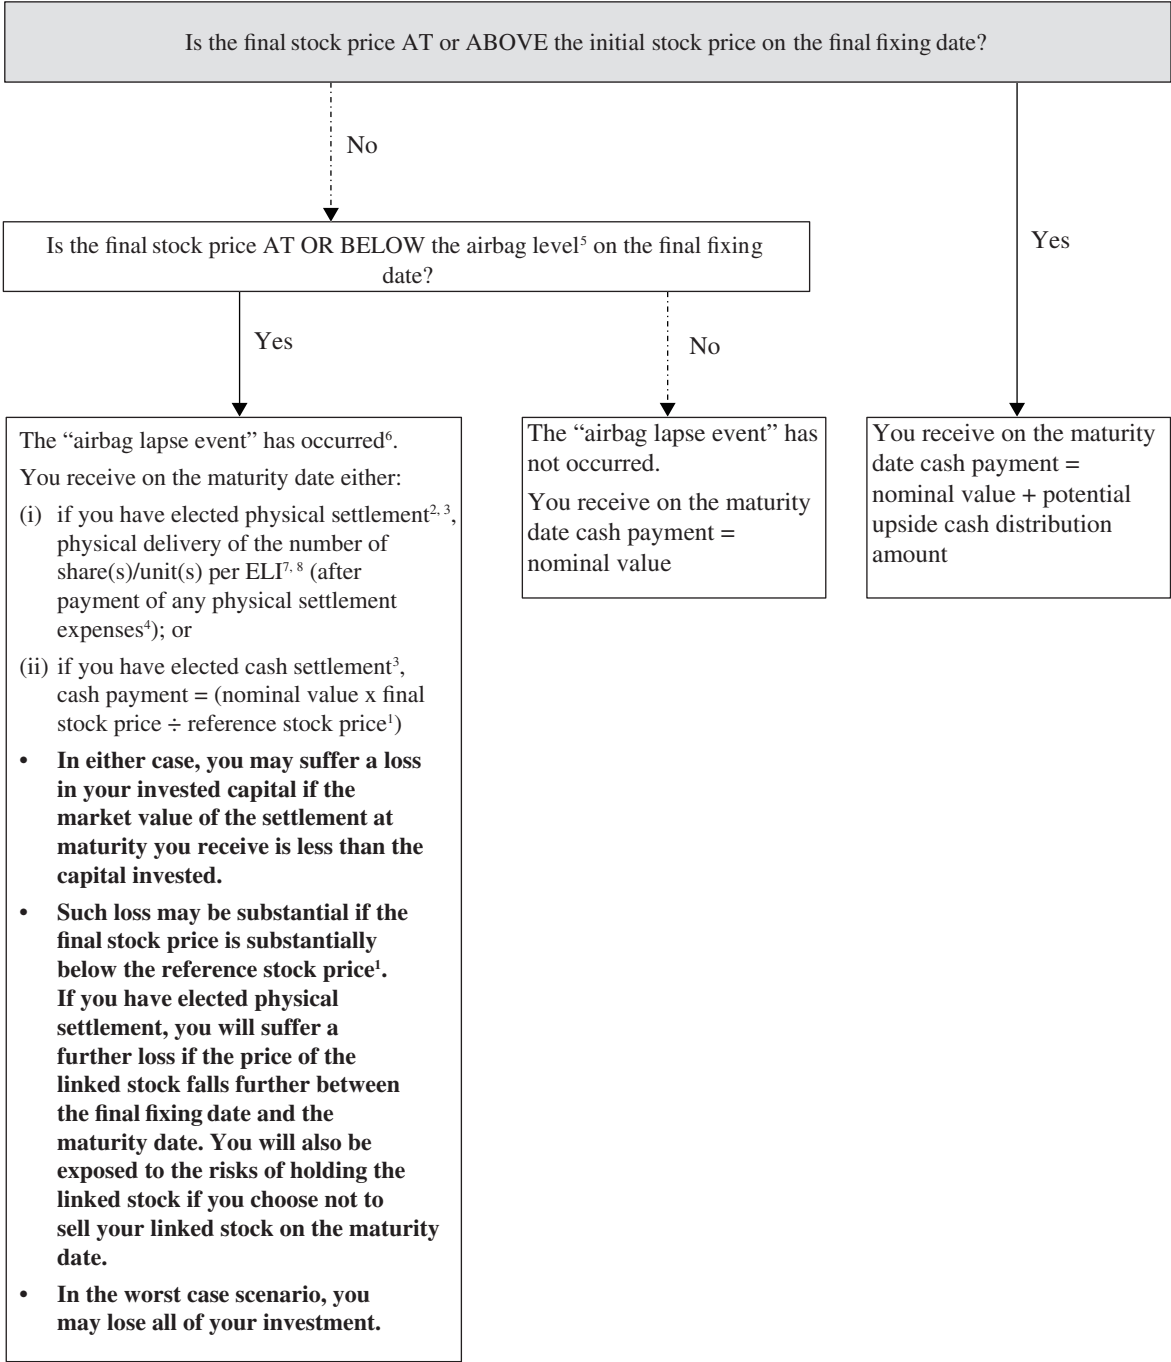 Is the final stock price AT or ABOVE the initial stock price on the final fixing date?
No
Yes
Is the final stock price AT OR BELOW the airbag level⁵ on the final fixing
date?
Yes
No
The “airbag lapse event” has occurred⁶.
You receive on the maturity date either:
(i) if you have elected physical settlement²,³,
physical delivery of the number of
share(s)/unit(s) per ELI⁷,⁸ (after
payment of any physical settlement
expenses⁴); or
(ii) if you have elected cash settlement³,
cash payment = (nominal value x final
stock price ÷ reference stock price¹)
• In either case, you may suffer a loss
in your invested capital if the
market value of the settlement at
maturity you receive is less than the
capital invested.
• Such loss may be substantial if the
final stock price is substantially
below the reference stock price¹.
If you have elected physical
settlement, you will suffer a
further loss if the price of the
linked stock falls further between
the final fixing date and the
maturity date. You will also be
exposed to the risks of holding the
linked stock if you choose not to
sell your linked stock on the maturity
date.
• In the worst case scenario, you
may lose all of your investment.
The “airbag lapse event” has
not occurred.
You receive on the maturity
date cash payment =
nominal value
You receive on the maturity
date cash payment =
nominal value + potential
upside cash distribution
amount